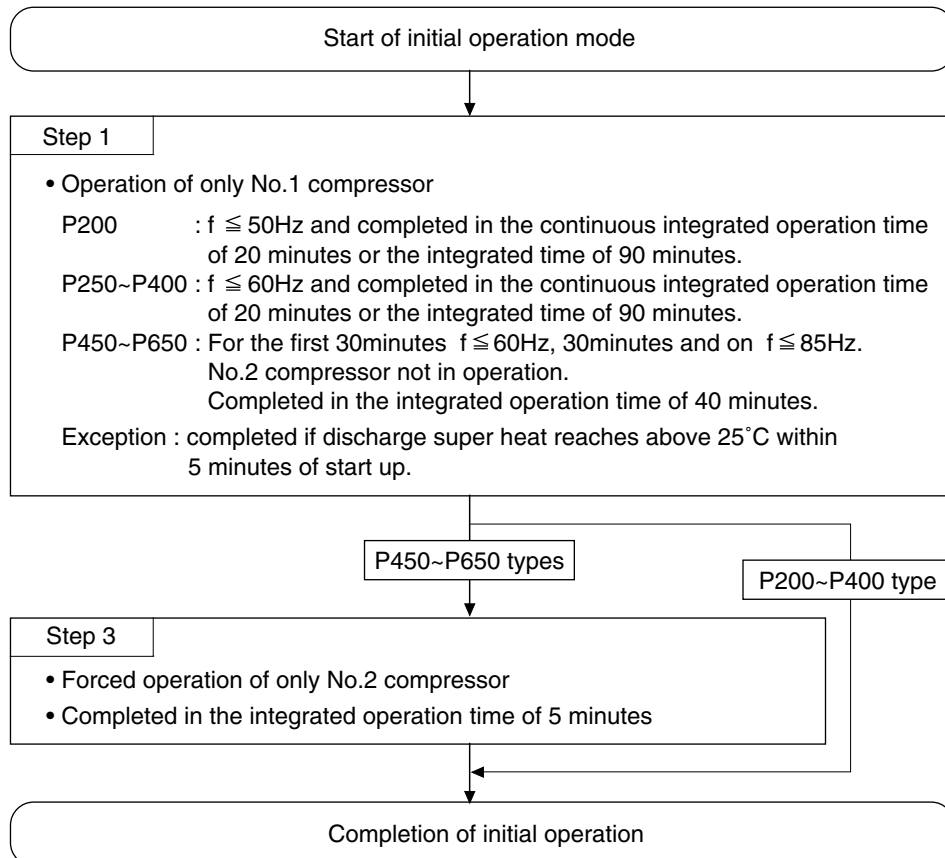 Start of initial operation mode
Step 1
• Operation of only No.1 compressor
P200 : f ≦ 50Hz and completed in the continuous integrated operation time
of 20 minutes or the integrated time of 90 minutes.
P250~P400 : f ≦ 60Hz and completed in the continuous integrated operation time
of 20 minutes or the integrated time of 90 minutes.
P450~P650 : For the first 30minutes f ≦ 60Hz, 30minutes and on f ≦ 85Hz.
No.2 compressor not in operation.
Completed in the integrated operation time of 40 minutes.
Exception : completed if discharge super heat reaches above 25°C within
5 minutes of start up.
P450~P650 types
P200~P400 type
Step 3
• Forced operation of only No.2 compressor
• Completed in the integrated operation time of 5 minutes
Completion of initial operation